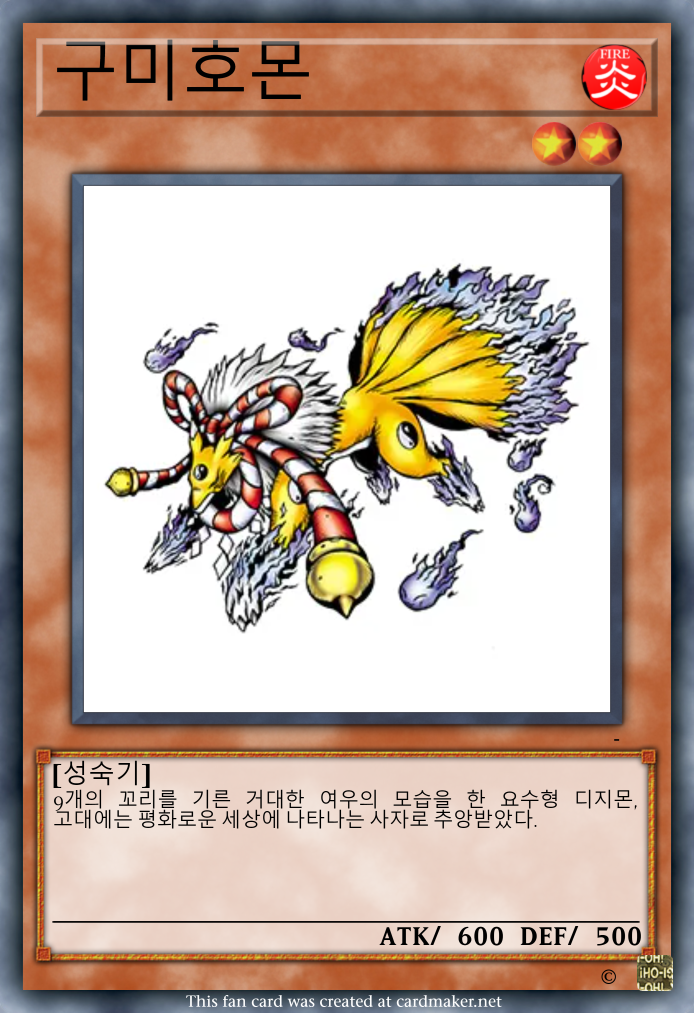 구미호몬
FIRE
炎
-
[성숙기]
9개의 꼬리를 기른 거대한 여우의 모습을 한 요수형 디지몬,
고대에는 평화로운 세상에 나타나는 사자로 추앙받았다.
ATK/ 600 DEF/ 500
©
This fan card was created at cardmaker.net